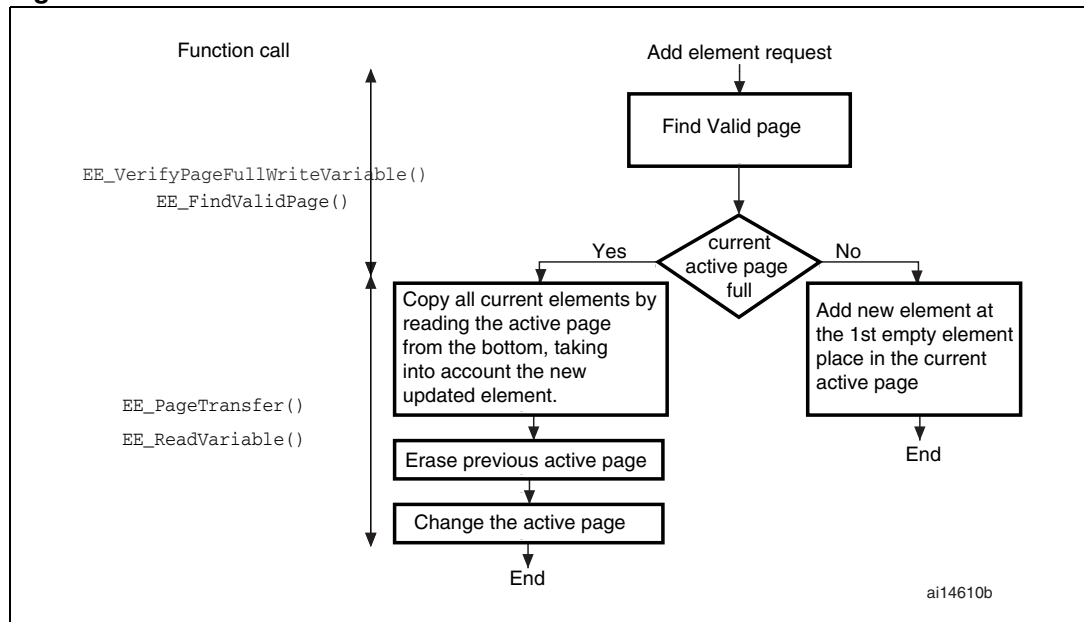 Function call
Add element request
Find Valid page
EE_VerifyPageFullWriteVariable()
EE_FindValidPage()
Yes
current
active page
full
No
Copy all current elements by
reading the active page
from the bottom, taking
into account the new
updated element.
Add new element at
the 1st empty element
place in the current
active page
EE_PageTransfer()
EE_ReadVariable()
End
Erase previous active page
Change the active page
End
ai14610b